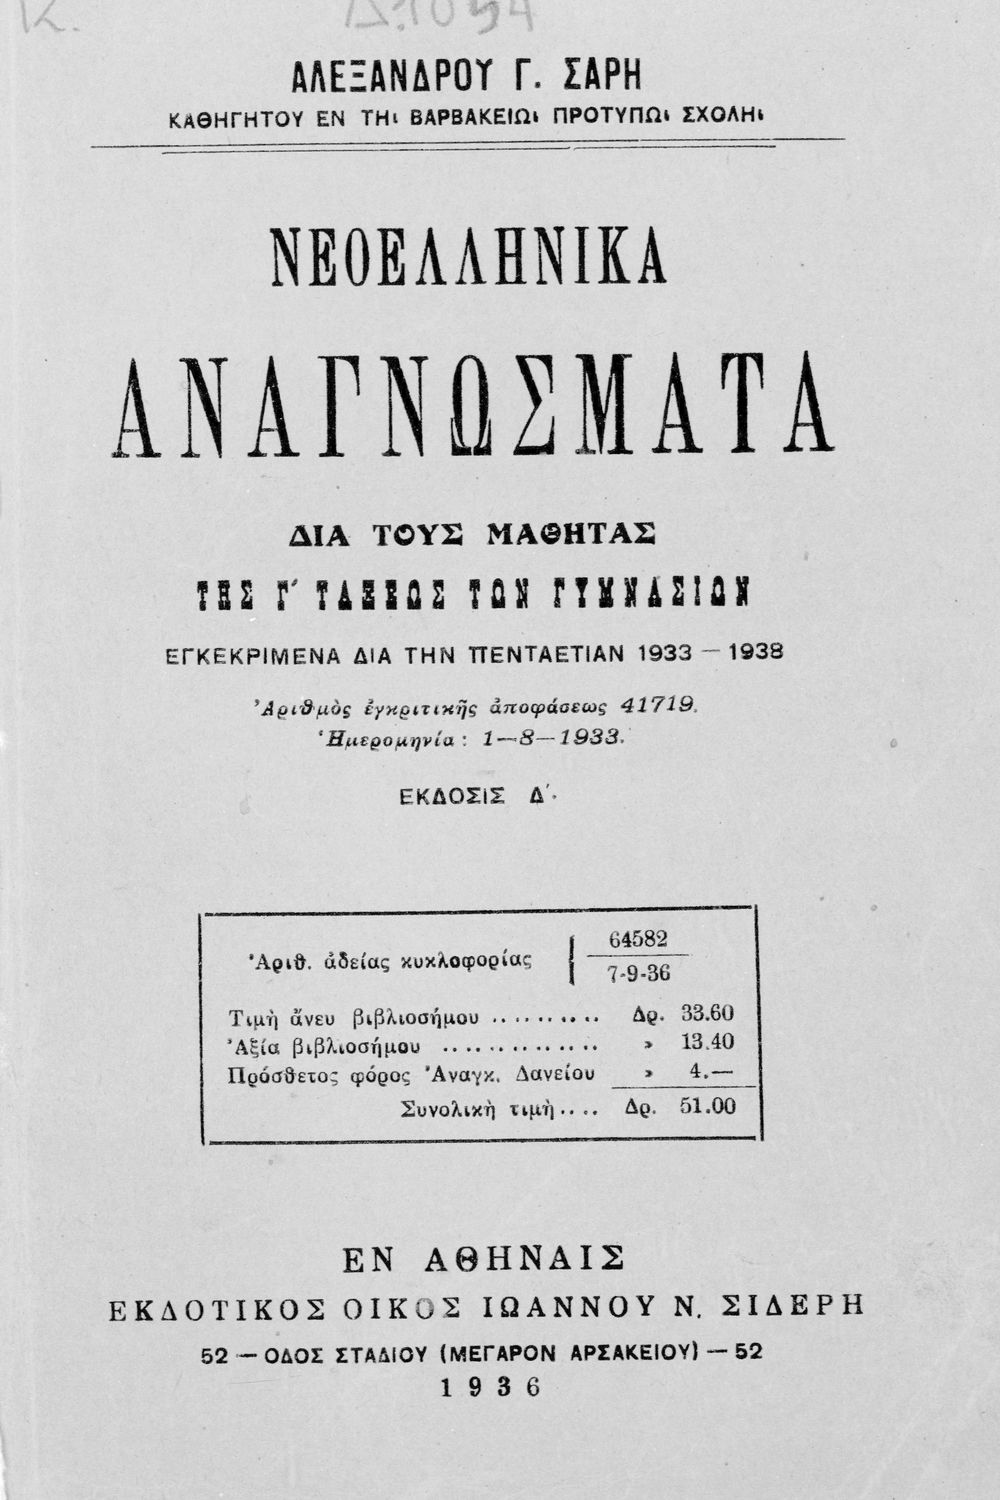 Κ.
Δ.1054
ΑΛΕΞΑΝΔΡΟΥ Γ. ΣΑΡΗ
ΚΑΘΗΓΗΤΟΥ ΕΝ ΤΗι ΒΑΡΒΑΚΕΙΩι ΠΡΟΤΥΠΩι ΣΧΟΛΗι
ΝΕΟΕΛΛΗΝΙΚΑ
ΑΝΑΓΝΩΣΜΑΤΑ
ΔΙΑ ΤΟΥΣ ΜΑΘΗΤΑΣ
ΤΗΣ Γ΄ ΤΑΞΕΩΣ ΤΩΝ ΓΥΜΝΑΣΙΩΝ
ΕΓΚΕΚΡΙΜΕΝΑ ΔΙΑ ΤΗΝ ΠΕΝΤΑΕΤΙΑΝ 1933 — 1938
Ἀριθμὸς ἐγκριτικῆς ἀποφάσεως 41719.
Ἡμερομηνία : 1—8—1933.
ΕΚΔΟΣΙΣ Δ΄.
Ἀριθ. ἀδείας κυκλοφορίας { 64582
7-9-36
Τιμὴ ἄνευ βιβλιοσήμου .......... Δρ. 33.60
Ἀξία βιβλιοσήμου .............. » 13.40
Πρόσθετος φόρος Ἀναγκ. Δανείου » 4.—
Συνολικὴ τιμὴ.... Δρ. 51.00
ΕΝ ΑΘΗΝΑΙΣ
ΕΚΔΟΤΙΚΟΣ ΟΙΚΟΣ ΙΩΑΝΝΟΥ Ν. ΣΙΔΕΡΗ
52 — ΟΔΟΣ ΣΤΑΔΙΟΥ (ΜΕΓΑΡΟΝ ΑΡΣΑΚΕΙΟΥ) — 52
1936